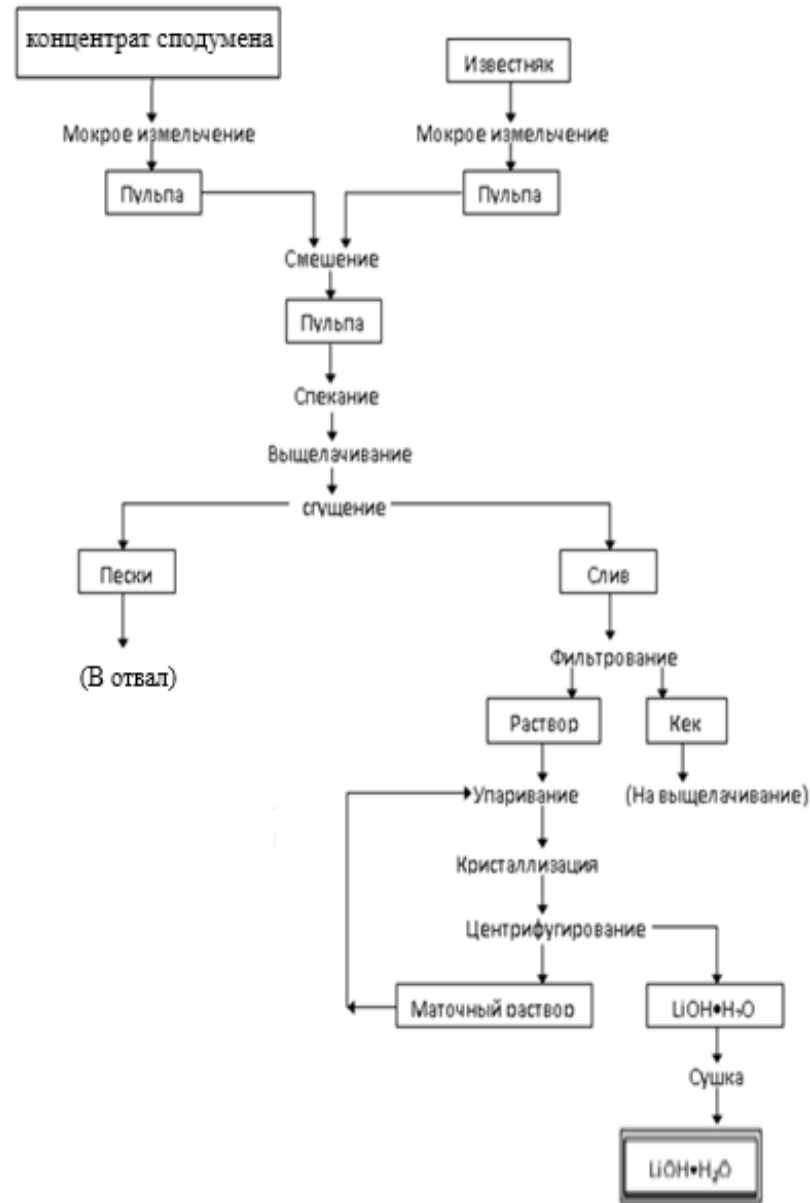 концентрат сподумена
Известняк
Мокрое измельчение
Мокрое измельчение
Пульпа
Пульпа
Смешение
Пульпа
Спекание
Выщелачивание
сгущение
Пески
Слив
(В отвал)
Фильтрование
Раствор
Кек
Упаривание
(На выщелачивание)
Кристаллизация
Центрифугирование
Маточный раствор
LiOH•H₂O
Сушка
LiOH•H₂O